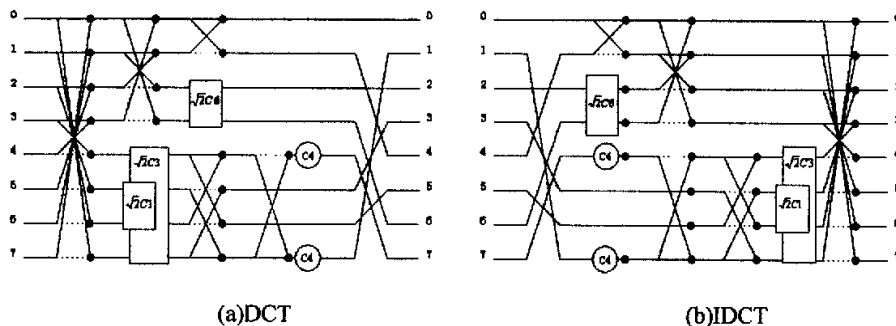 0 0 0
1 1 1
2 √2C6 2 2 √2C6
3 3 3
4 √2C3 C4 4 4 C4 √2C3
5 √2C1 5 5 √2C1
6 6 6
7 C4 7 7 C4
(a)DCT (b)IDCT